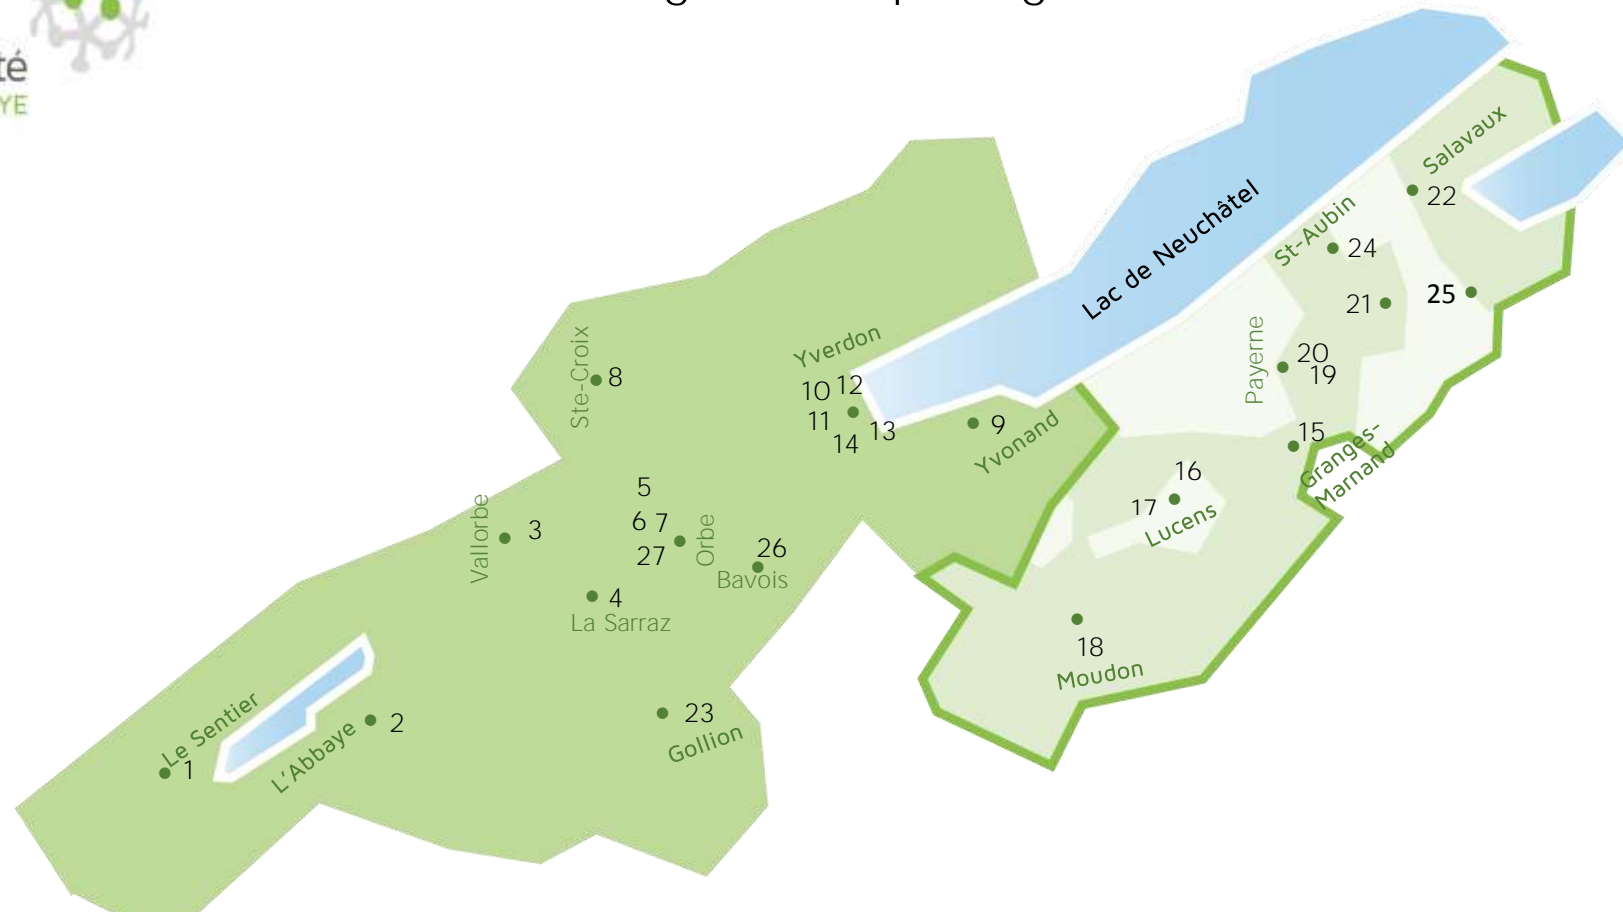 té
YE
Salavaux
22
Lac de Neuchâtel
St-Aubin
24
25
21
Payerne
20
19
Yverdon
10 12
11 13
14
Ste-Croix
8
9
Yvonand
15
Granges-
Marnand
16
17
Lucens
5
6 7
27
Orbe
Vallorbe
3
26
Bavois
4
La Sarraz
18
Moudon
23
Gollion
Le Sentier
1
L'Abbaye
2